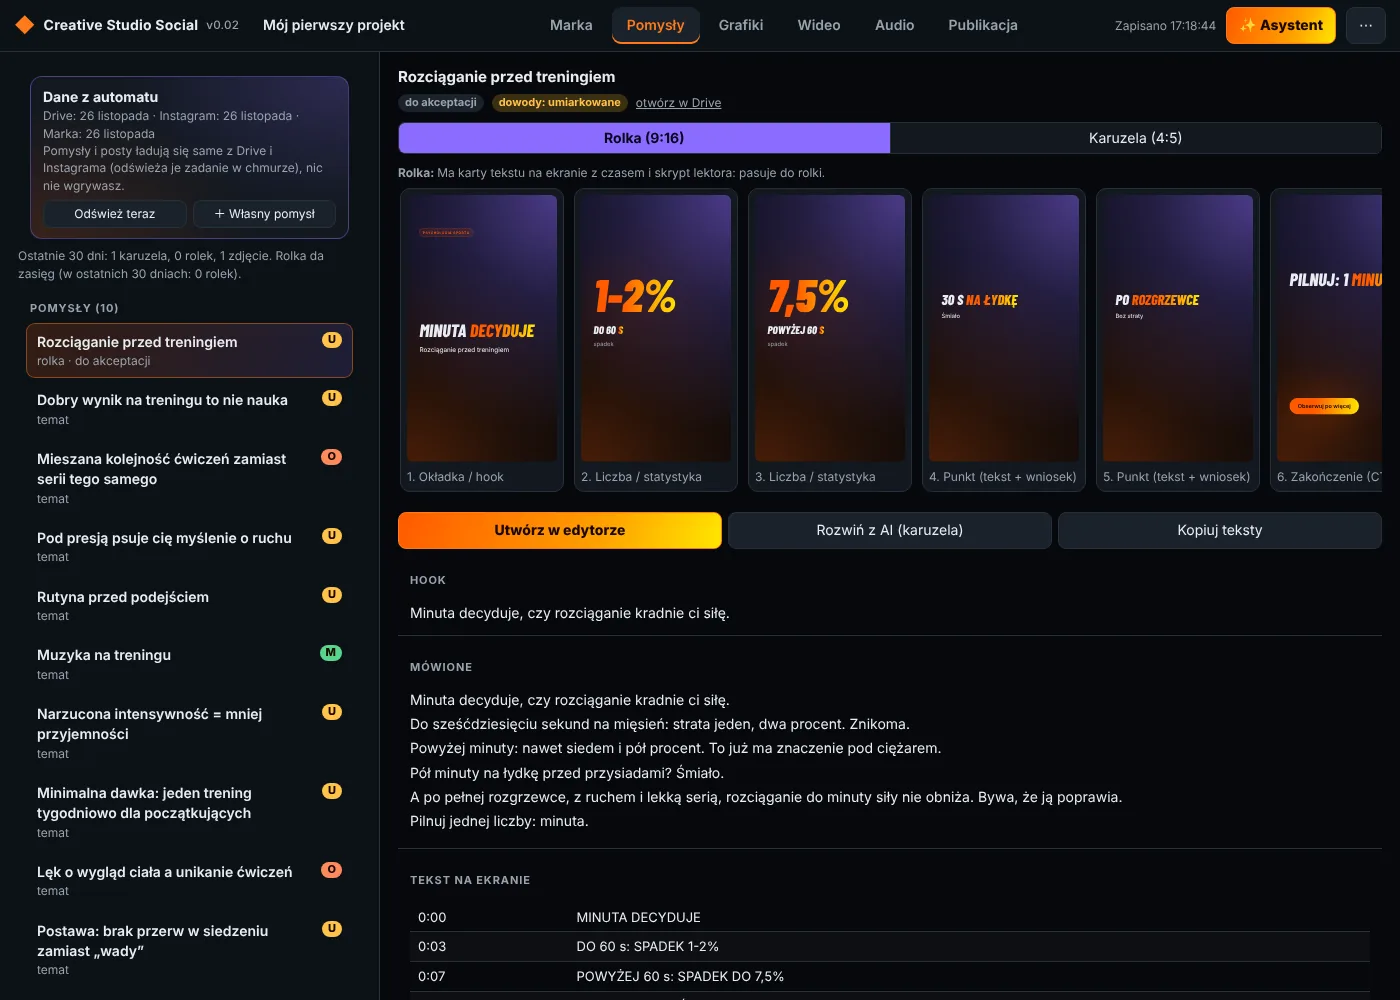 Creative Studio Social v0.02 Mój pierwszy projekt Marka Pomysły Grafiki Wideo Audio Publikacja Zapisano 17:18:44 ✨ Asystent ···
Dane z automatu
Drive: 26 listopada · Instagram: 26 listopada ·
Marka: 26 listopada
Pomysły i posty ładują się same z Drive i
Instagrama (odświeża je zadanie w chmurze), nic
nie wgrywasz.
Odśwież teraz + Własny pomysł
Ostatnie 30 dni: 1 karuzela, 0 rolek, 1 zdjęcie. Rolka da
zasięg (w ostatnich 30 dniach: 0 rolek).
POMYSŁY (10)
Rozciąganie przed treningiem U
rolka · do akceptacji
Dobry wynik na treningu to nie nauka U
temat
Mieszana kolejność ćwiczeń zamiast O
serii tego samego
temat
Pod presją psuje cię myślenie o ruchu U
temat
Rutyna przed podejściem U
temat
Muzyka na treningu M
temat
Narzucona intensywność = mniej U
przyjemności
temat
Minimalna dawka: jeden trening U
tygodniowo dla początkujących
temat
Lęk o wygląd ciała a unikanie ćwiczeń O
temat
Postawa: brak przerw w siedzeniu U
zamiast „wady”
temat
Rozciąganie przed treningiem
do akceptacji dowody: umiarkowane otwórz w Drive
Rolka (9:16) Karuzela (4:5)
Rolka: Ma karty tekstu na ekranie z czasem i skrypt lektora: pasuje do rolki.
MINUTA DECYDUJE
Rozciąganie przed treningiem
1. Okładka / hook
1-2%
DO 60 S
spadek
2. Liczba / statystyka
7,5%
POWYŻEJ 60 S
spadek
3. Liczba / statystyka
30 S NA ŁYDKĘ
Śmiało
4. Punkt (tekst + wniosek)
PO ROZGRZEWCE
Bez straty
5. Punkt (tekst + wniosek)
PILNUJ: 1 MINU
Obserwuj po więcej
6. Zakończenie (CT
Utwórz w edytorze Rozwiń z AI (karuzela) Kopiuj teksty
HOOK
Minuta decyduje, czy rozciąganie kradnie ci siłę.
MÓWIONE
Minuta decyduje, czy rozciąganie kradnie ci siłę.
Do sześćdziesięciu sekund na mięsień: strata jeden, dwa procent. Znikoma.
Powyżej minuty: nawet siedem i pół procent. To już ma znaczenie pod ciężarem.
Pół minuty na łydkę przed przysiadami? Śmiało.
A po pełnej rozgrzewce, z ruchem i lekką serią, rozciąganie do minuty siły nie obniża. Bywa, że ją poprawia.
Pilnuj jednej liczby: minuta.
TEKST NA EKRANIE
0:00 MINUTA DECYDUJE
0:03 DO 60 s: SPADEK 1-2%
0:07 POWYŻEJ 60 s: SPADEK DO 7,5%